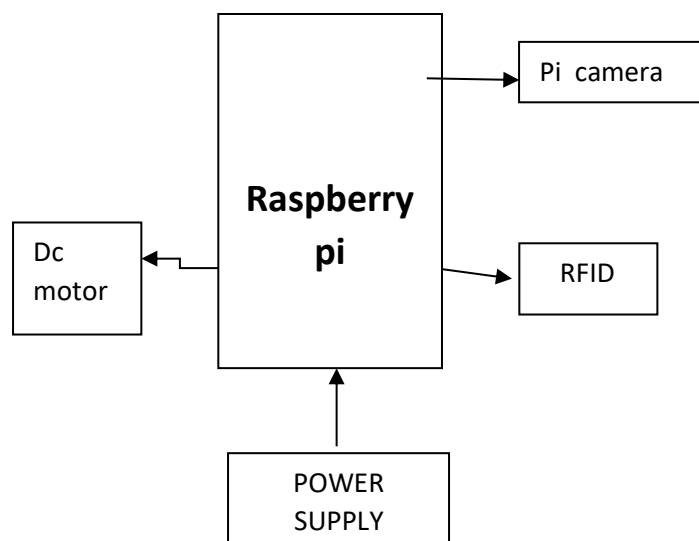 Pi camera
Raspberry
pi
Dc
motor
RFID
POWER
SUPPLY